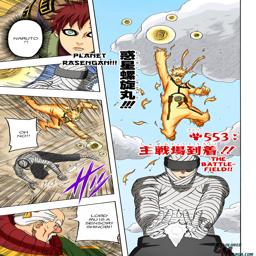 NARUTO...!
PLANET
RASENGAN!!!
惑星螺旋丸!!!
#553:
主戦場到着!!
THE
BATTLE-
FIELD!!
OH
NO!!
LORD
MU IS A
SENSORY
SHINOBI!